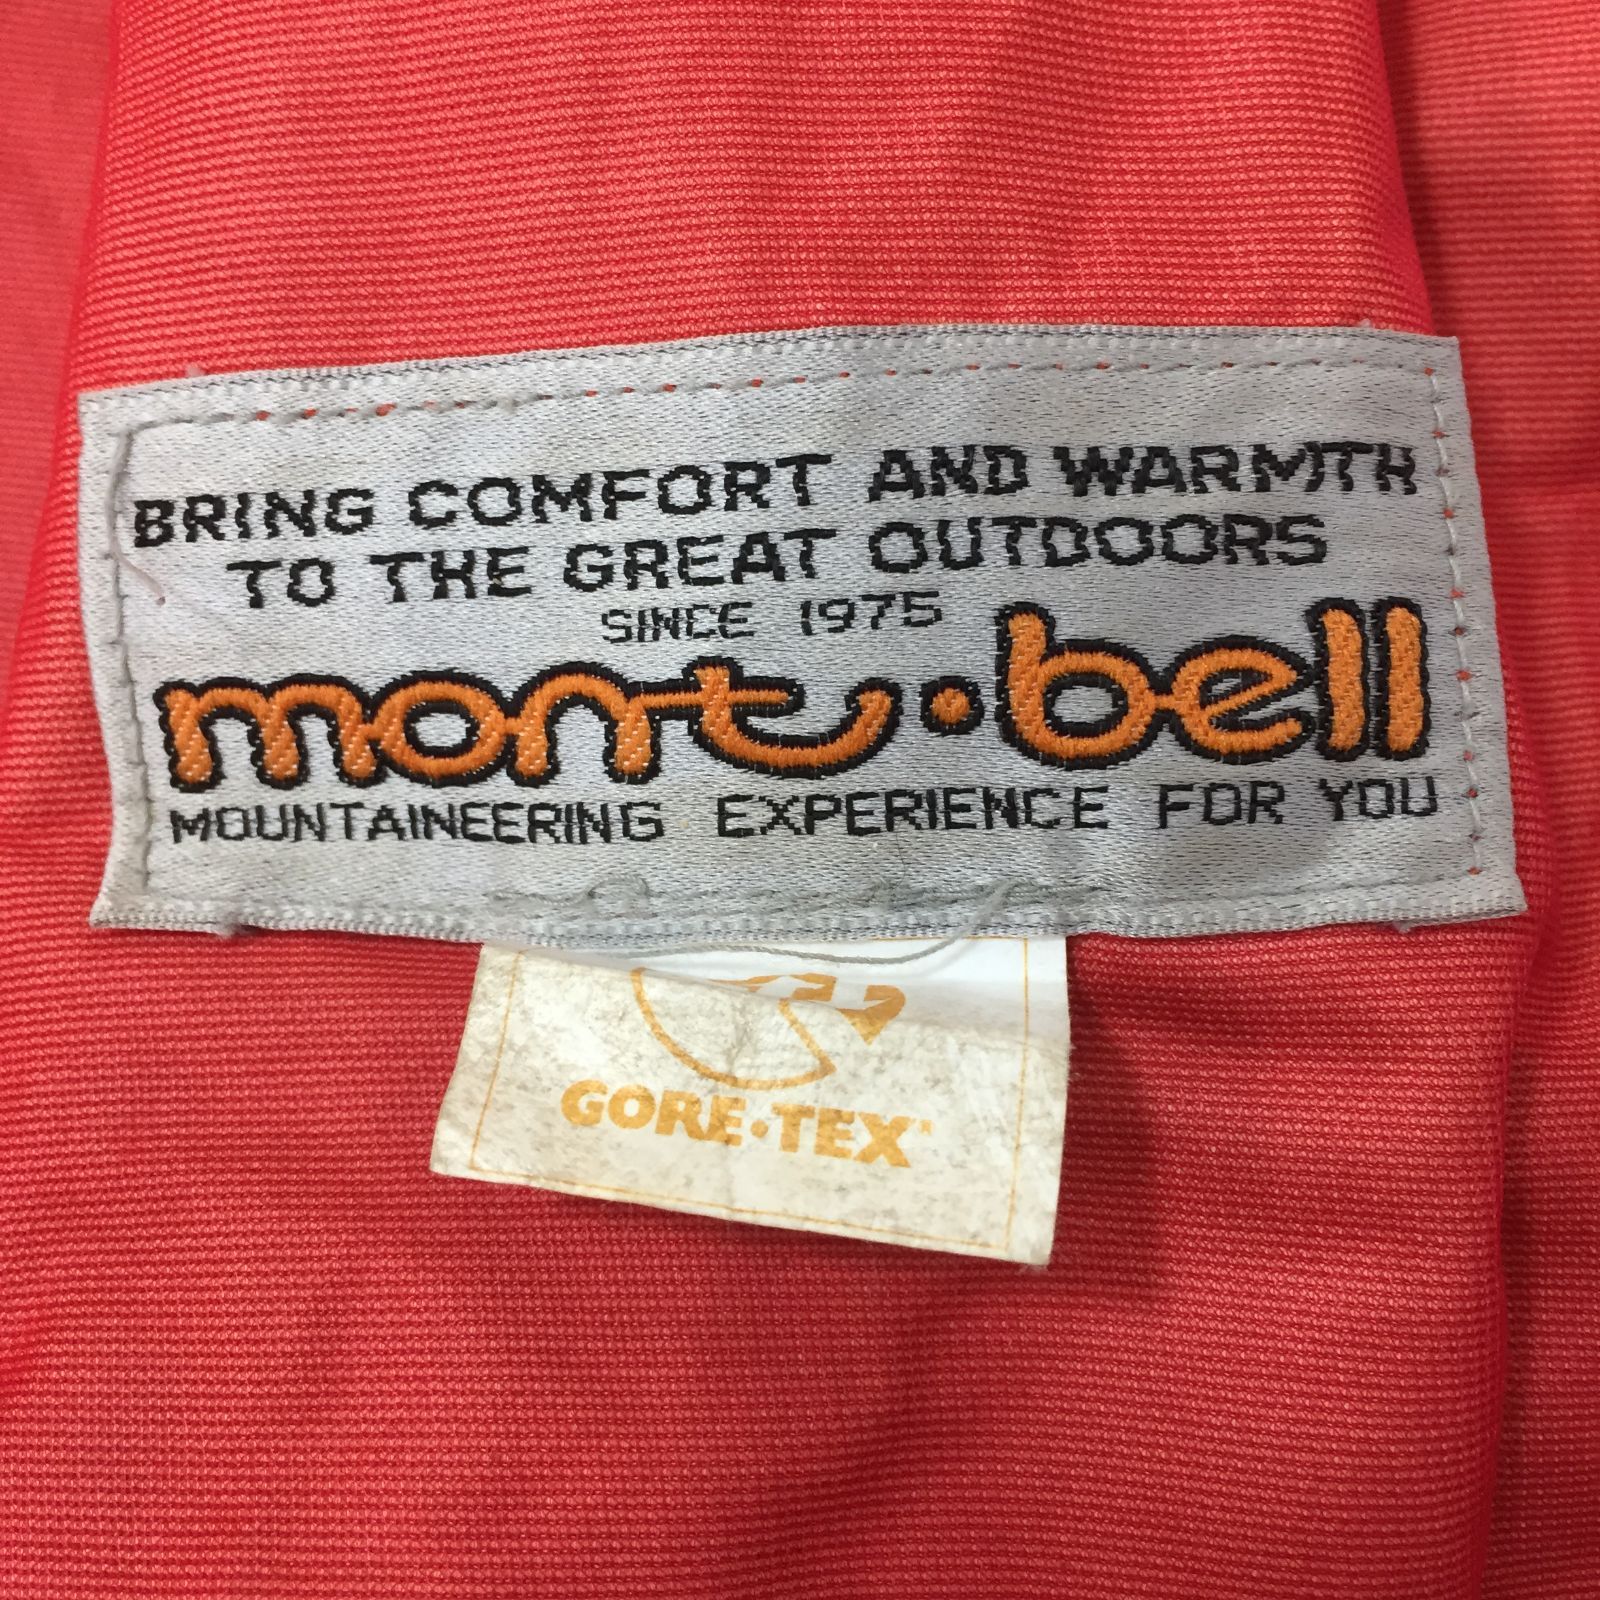 BRING COMFORT AND WARMTH
TO THE GREAT OUTDOORS
SINCE 1975
mont·bell
MOUNTAINEERING EXPERIENCE FOR YOU
GORE·TEX